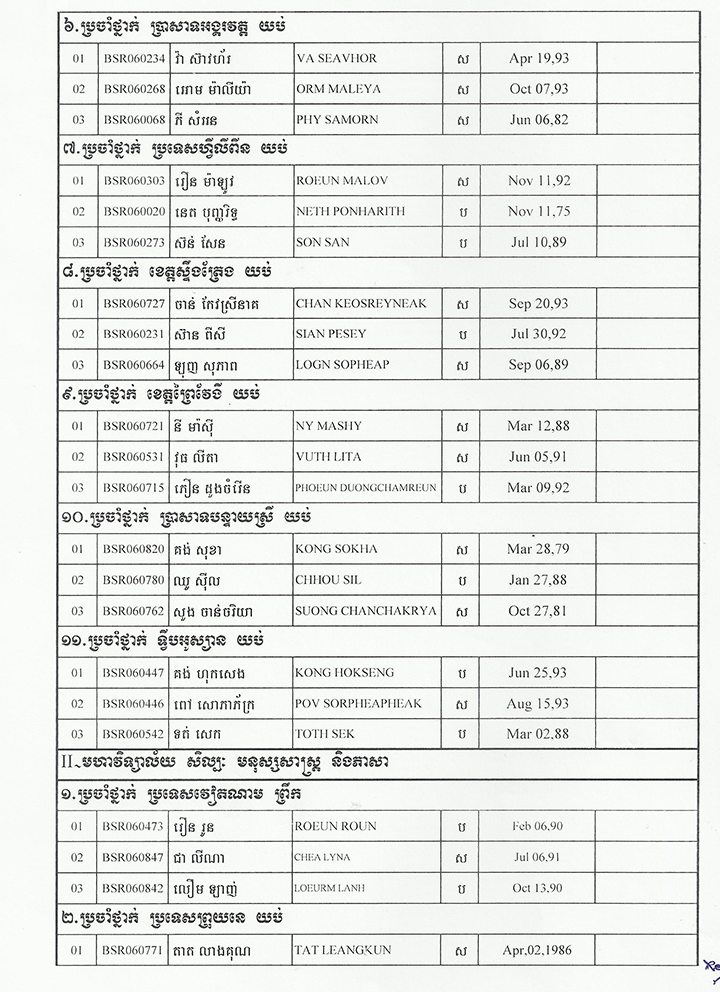 ៦.ប្រចាំថ្នាក់ ប្រាសាទអង្គរវត្ត យប់
01 BSR060234 វ៉ា ស៊ាវហ័រ VA SEAVHOR ស Apr 19,93
02 BSR060268 អោម ម៉ាលីយ៉ា ORM MALEYA ស Oct 07,93
03 BSR060068 ភី សំររន PHY SAMORN ស Jun 06,82
៧.ប្រចាំថ្នាក់ ប្រទេសហ្វីលីពីន យប់
01 BSR060303 រឿន ម៉ាឡូវ ROEUN MALOV ស Nov 11,92
02 BSR060020 នេត បុញ្ញរិទ្ធ NETH PONHARITH ប Nov 11,75
03 BSR060273 ស៊ន់ សែន SON SAN ប Jul 10,89
៨.ប្រចាំថ្នាក់ ខេត្តស្ទឹងត្រែង យប់
01 BSR060727 ចាន់ កែវស្រីនាគ CHAN KEOSREYNEAK ស Sep 20,93
02 BSR060231 ស៊ាន ពីសី SIAN PESEY ប Jul 30,92
03 BSR060664 ឡុញ សុភាព LOGN SOPHEAP ស Sep 06,89
៩.ប្រចាំថ្នាក់ ខេត្តព្រៃវែង យប់
01 BSR060721 នី ម៉ាស៊ី NY MASHY ស Mar 12,88
02 BSR060531 វុធ លីតា VUTH LITA ស Jun 05,91
03 BSR060715 ភឿន ដួងចំរើន PHOEUN DUONGCHAMREUN ប Mar 09,92
១០.ប្រចាំថ្នាក់ ប្រាសាទបន្ទាយស្រី យប់
01 BSR060820 គង់ សុខា KONG SOKHA ស Mar 28,79
02 BSR060780 ឈូ ស៊ីល CHHOU SIL ប Jan 27,88
03 BSR060762 សួង ចាន់ចរិយា SUONG CHANCHAKRYA ស Oct 27,81
១១.ប្រចាំថ្នាក់ ទ្វីបអូស្យាន យប់
01 BSR060447 គង់ ហុកសេង KONG HOKSENG ប Jun 25,93
02 BSR060446 ពៅ សោភាភ័ក្រ POV SORPHEAPHEAK ស Aug 15,93
03 BSR060542 ទត់ សេក TOTH SEK ប Mar 02,88
II.មហាវិទ្យាល័យ សិល្បៈ មនុស្សសាស្ត្រ និងភាសា
១.ប្រចាំថ្នាក់ ប្រទេសវៀតណាម ព្រឹក
01 BSR060473 រឿន រូន ROEUN ROUN ប Feb 06,90
02 BSR060847 ជា លីណា CHEA LYNA ស Jul 06,91
03 BSR060842 លឿម ឡាញ់ LOEURM LANH ប Oct 13,90
២.ប្រចាំថ្នាក់ ប្រទេសព្រុយនេ យប់
01 BSR060771 តាត លាងគុណ TAT LEANGKUN ស Apr,02,1986